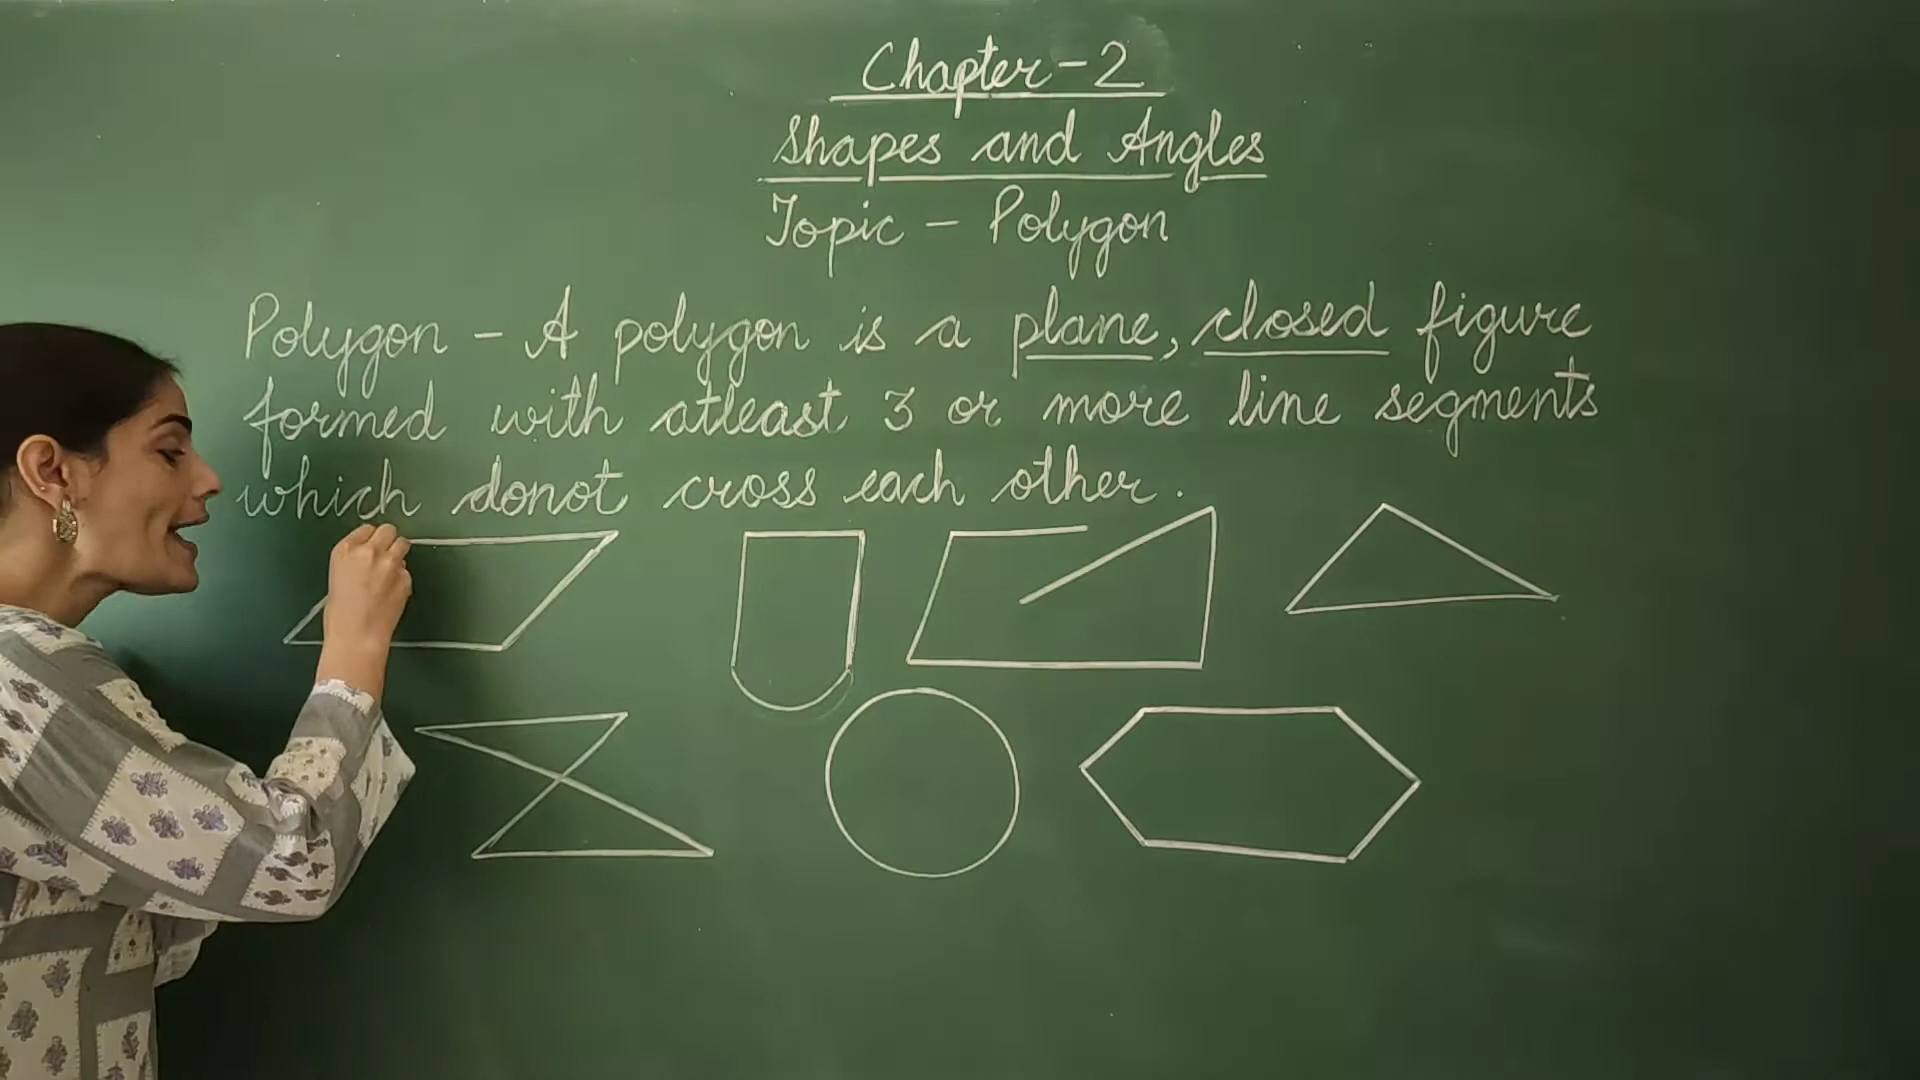 Chapter-2
Shapes and Angles
Topic - Polygon
Polygon - A polygon is a plane, closed figure
formed with atleast 3 or more line segments
which donot cross each other.